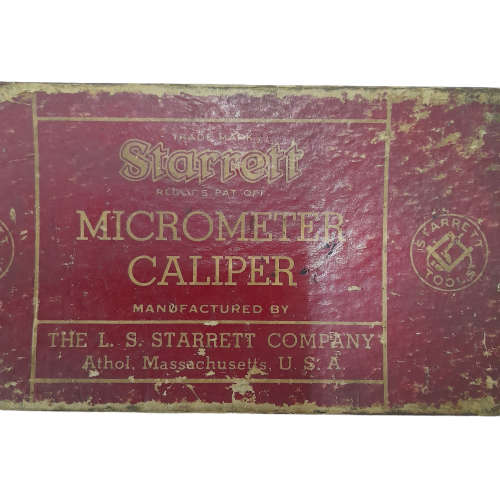 TRADE MARK
Starrett
REG. U.S. PAT. OFF.
MICROMETER
CALIPER
MANUFACTURED BY
THE L. S. STARRETT COMPANY
Athol, Massachusetts, U. S. A.
STARRETT
TOOLS